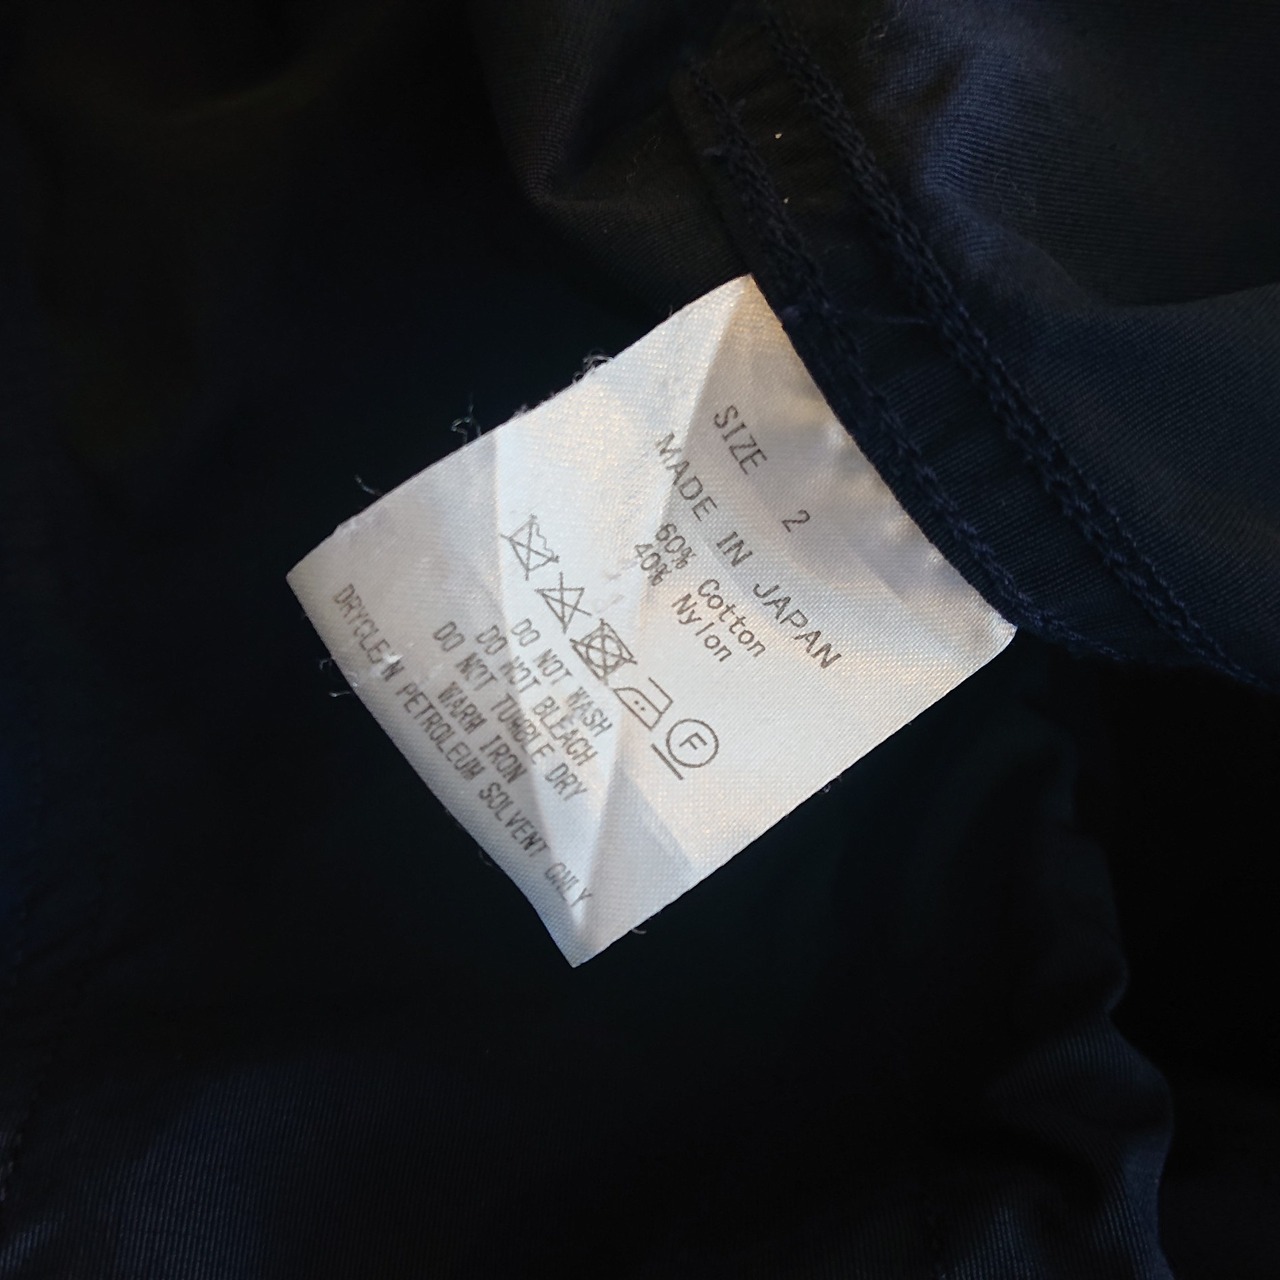 SIZE 2
MADE IN JAPAN
60% Cotton
40% Nylon
F
DO NOT WASH
DO NOT BLEACH
DO NOT TUMBLE DRY
WARM IRON
DRYCLEAN PETROLEUM SOLVENT ONLY